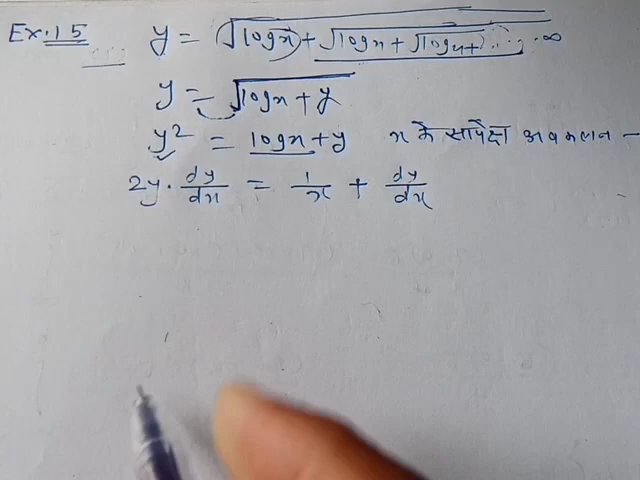 Ex.15 y = √(log x + √(log x + √(log x + ..... ∞
y = √(log x + y)
y² = log x + y x के सापेक्ष अवकलन –
2y · dy/dx = 1/x + dy/dx